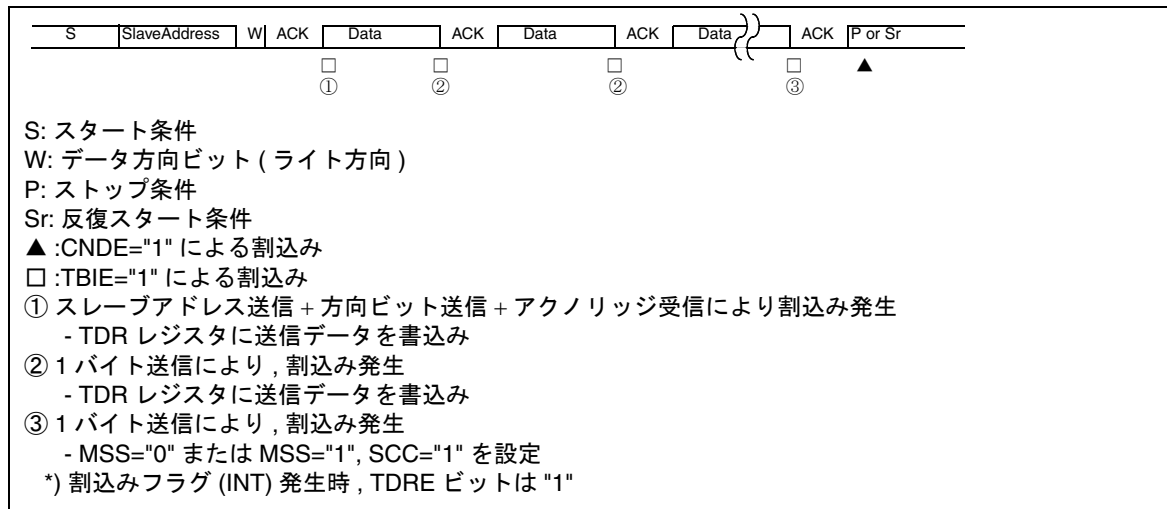 S SlaveAddress W ACK Data ACK Data ACK Data ACK P or Sr
□ □ □ □ ▲
① ② ② ③
S: スタート条件
W: データ方向ビット ( ライト方向 )
P: ストップ条件
Sr: 反復スタート条件
▲ :CNDE="1" による割込み
□ :TBIE="1" による割込み
① スレーブアドレス送信 + 方向ビット送信 + アクノリッジ受信により割込み発生
- TDR レジスタに送信データを書込み
② 1 バイト送信により , 割込み発生
- TDR レジスタに送信データを書込み
③ 1 バイト送信により , 割込み発生
- MSS="0" または MSS="1", SCC="1" を設定
*) 割込みフラグ (INT) 発生時 , TDRE ビットは "1"